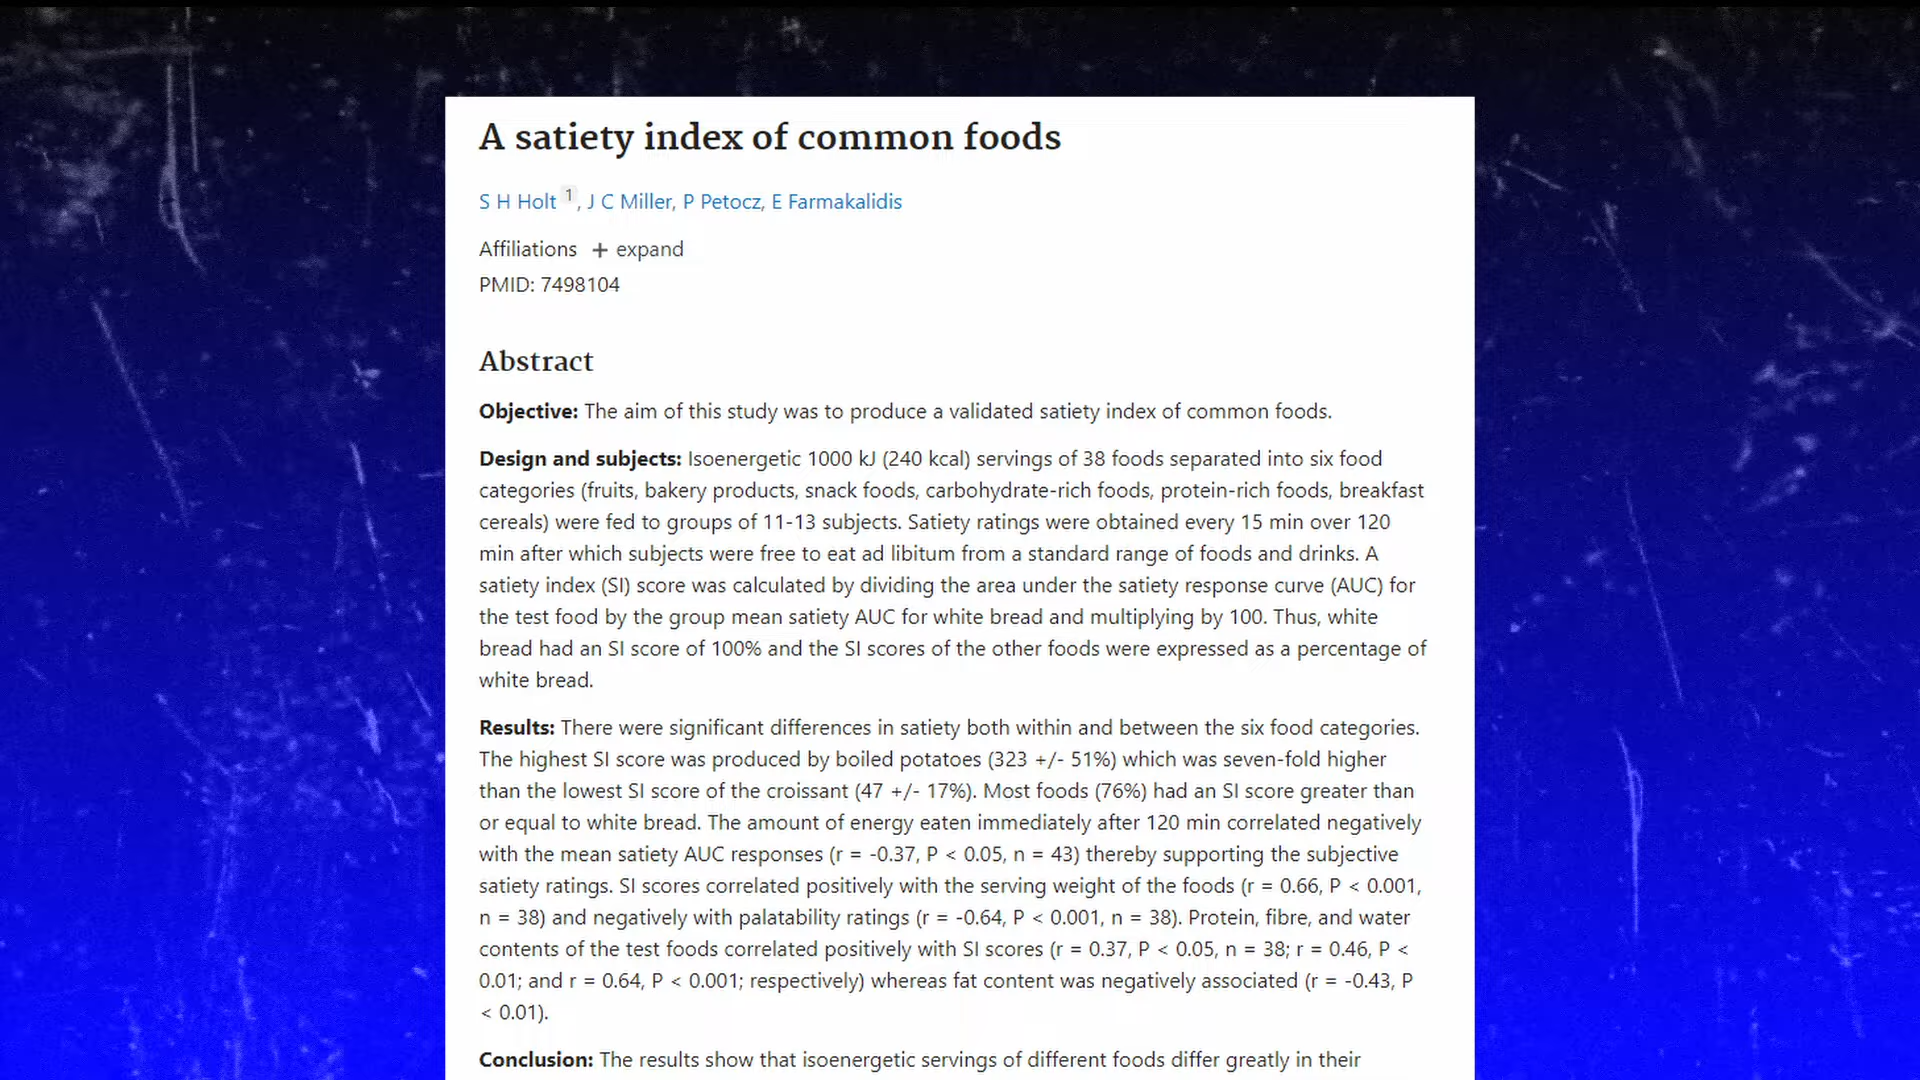 A satiety index of common foods
S H Holt 1, J C Miller, P Petocz, E Farmakalidis
Affiliations + expand
PMID: 7498104
Abstract
Objective: The aim of this study was to produce a validated satiety index of common foods.
Design and subjects: Isoenergetic 1000 kJ (240 kcal) servings of 38 foods separated into six food
categories (fruits, bakery products, snack foods, carbohydrate-rich foods, protein-rich foods, breakfast
cereals) were fed to groups of 11-13 subjects. Satiety ratings were obtained every 15 min over 120
min after which subjects were free to eat ad libitum from a standard range of foods and drinks. A
satiety index (SI) score was calculated by dividing the area under the satiety response curve (AUC) for
the test food by the group mean satiety AUC for white bread and multiplying by 100. Thus, white
bread had an SI score of 100% and the SI scores of the other foods were expressed as a percentage of
white bread.
Results: There were significant differences in satiety both within and between the six food categories.
The highest SI score was produced by boiled potatoes (323 +/- 51%) which was seven-fold higher
than the lowest SI score of the croissant (47 +/- 17%). Most foods (76%) had an SI score greater than
or equal to white bread. The amount of energy eaten immediately after 120 min correlated negatively
with the mean satiety AUC responses (r = -0.37, P < 0.05, n = 43) thereby supporting the subjective
satiety ratings. SI scores correlated positively with the serving weight of the foods (r = 0.66, P < 0.001,
n = 38) and negatively with palatability ratings (r = -0.64, P < 0.001, n = 38). Protein, fibre, and water
contents of the test foods correlated positively with SI scores (r = 0.37, P < 0.05, n = 38; r = 0.46, P <
0.01; and r = 0.64, P < 0.001; respectively) whereas fat content was negatively associated (r = -0.43, P
< 0.01).
Conclusion: The results show that isoenergetic servings of different foods differ greatly in their